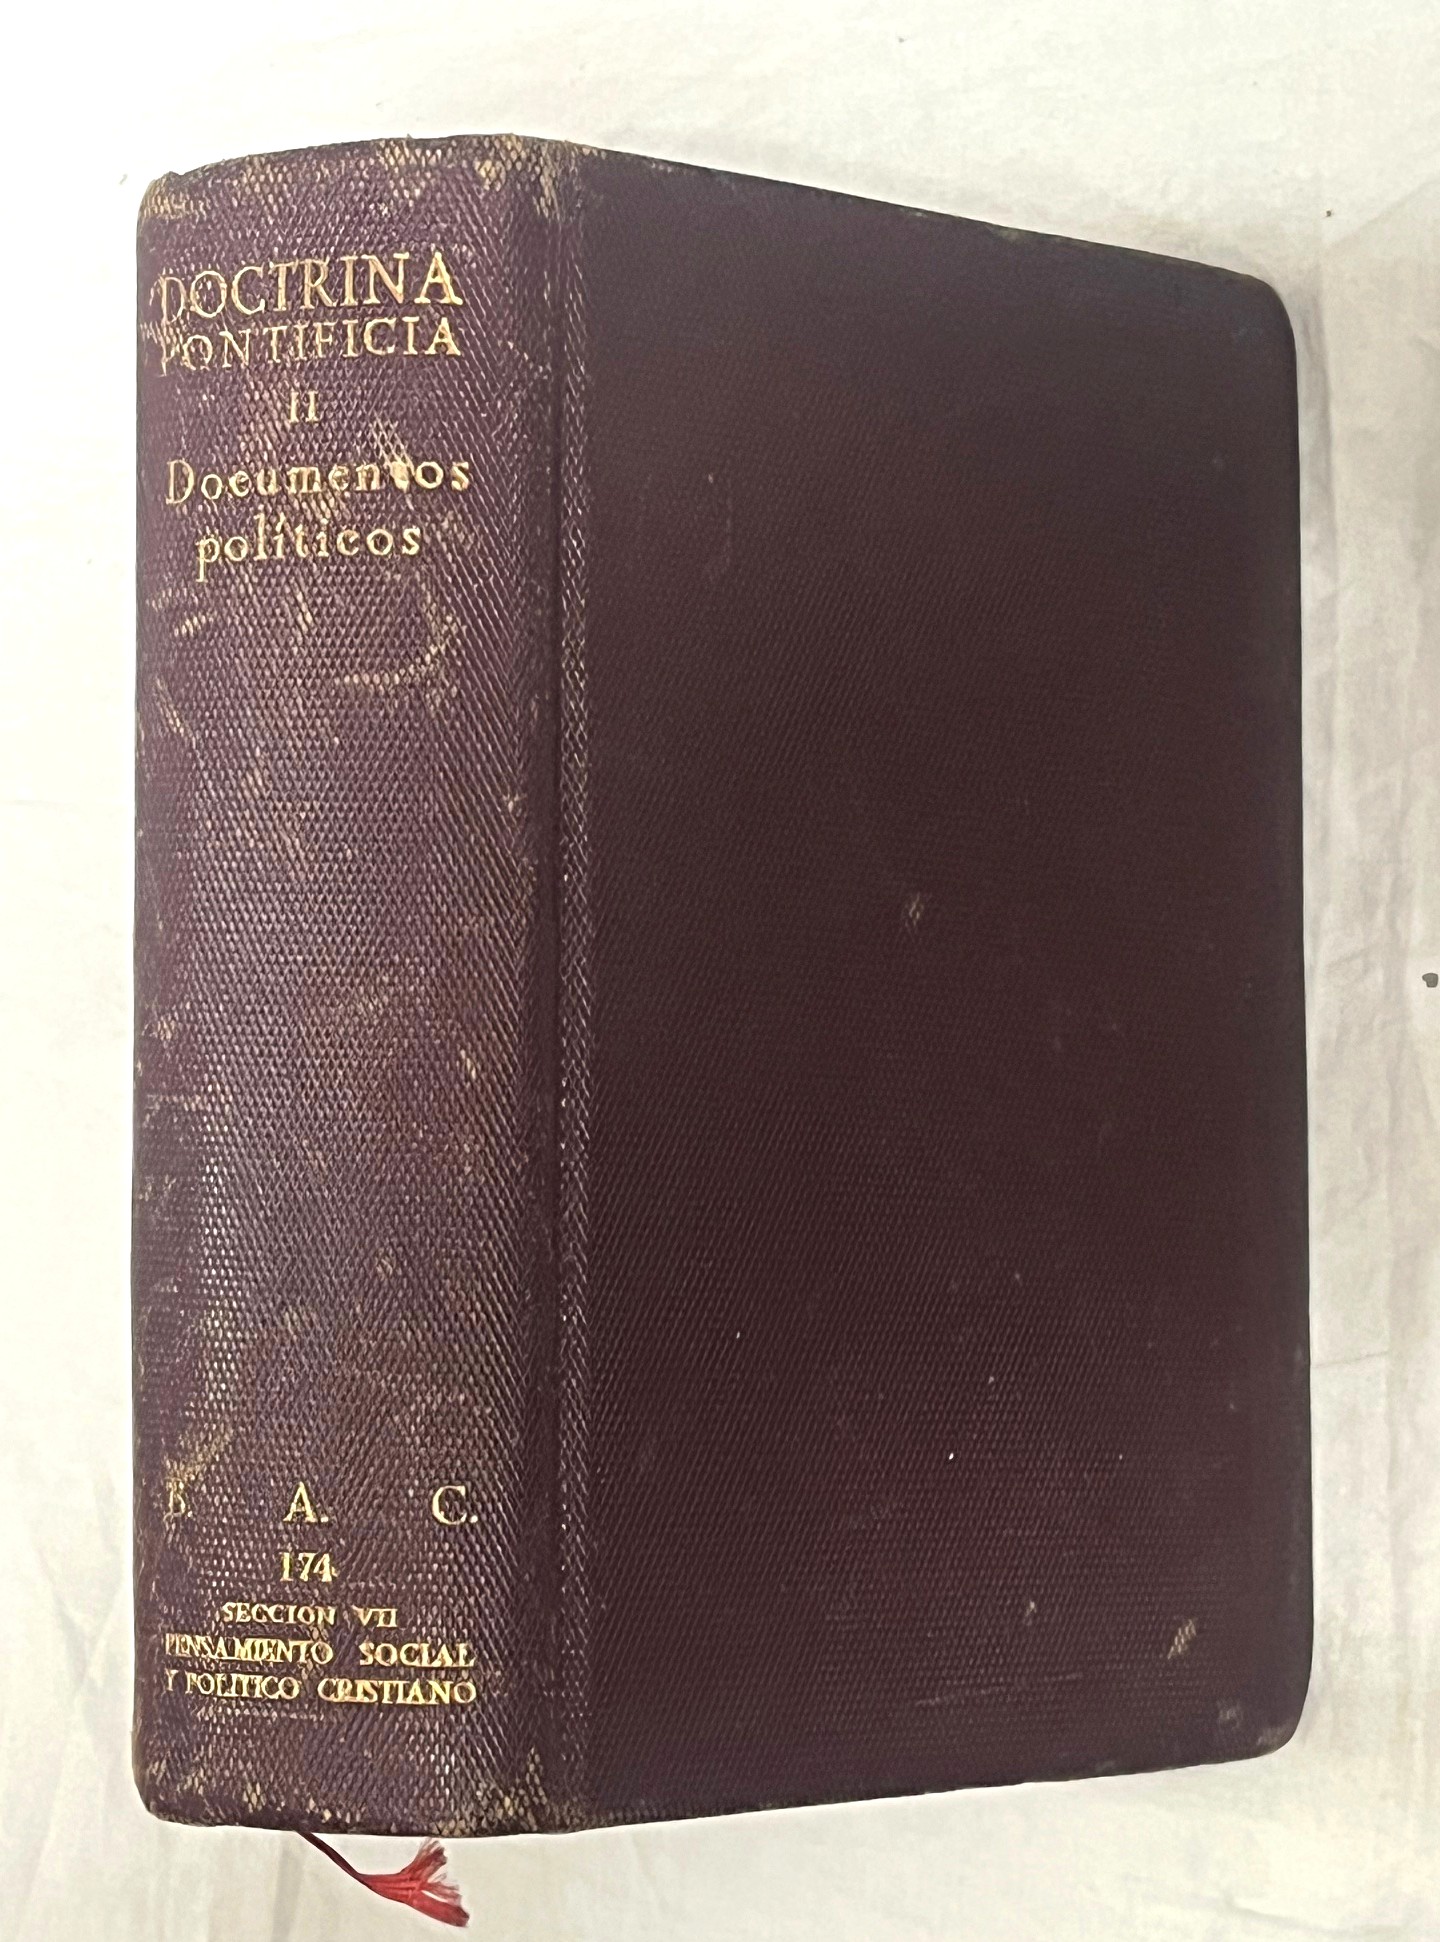 DOCTRINA
PONTIFICIA
II
Documentos
políticos
B. A. C.
174
SECCION VII
PENSAMIENTO SOCIAL
Y POLITICO CRISTIANO